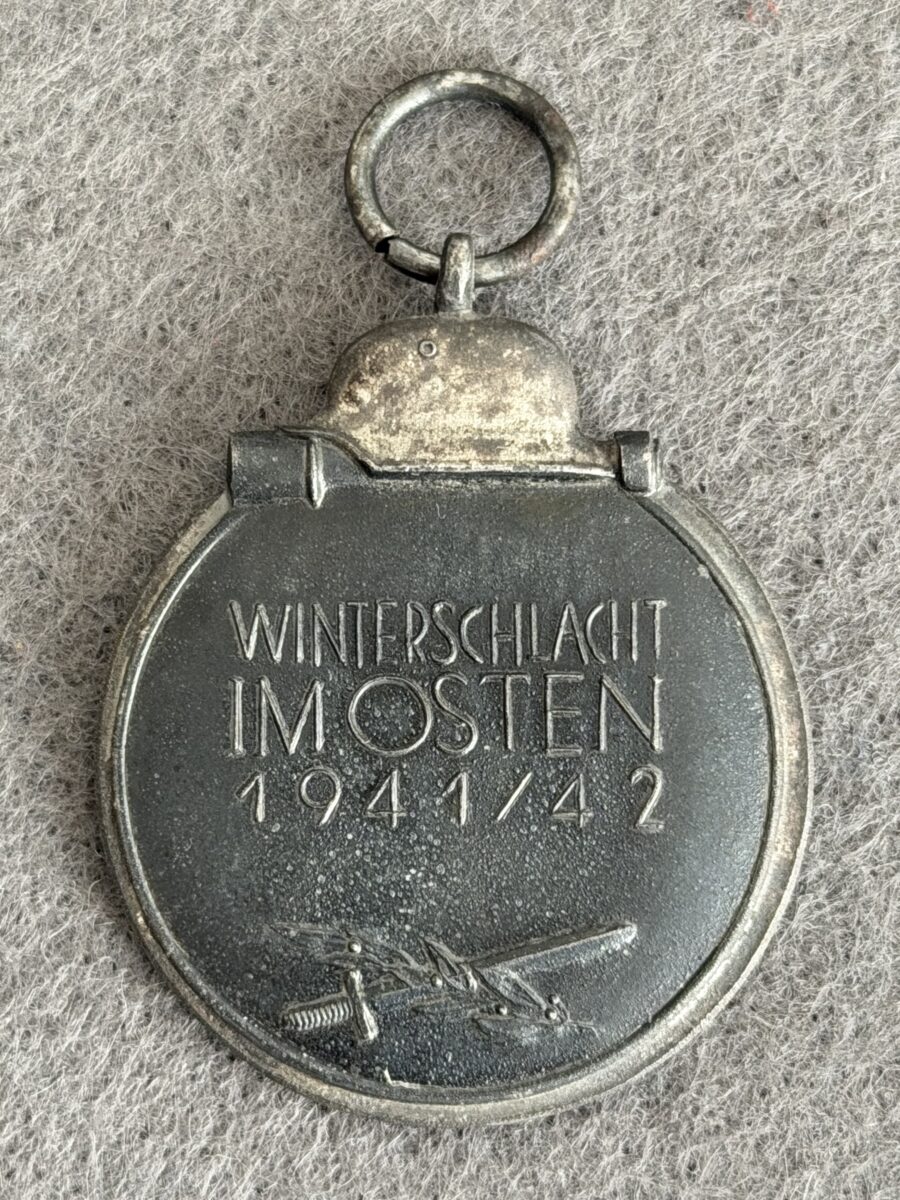 WINTERSCHLACHT
IM OSTEN
1941/42